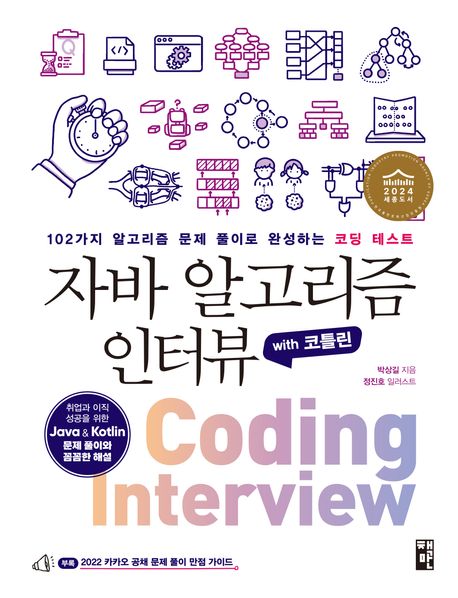 Q
?
2024
세종도서
102가지 알고리즘 문제 풀이로 완성하는 코딩 테스트
자바 알고리즘
인터뷰 with 코틀린
박상길 지음
정진호 일러스트
취업과 이직
성공을 위한
Java & Kotlin
문제 풀이와
꼼꼼한 해설
Coding
Interview
부록 2022 카카오 공채 문제 풀이 만점 가이드
책만